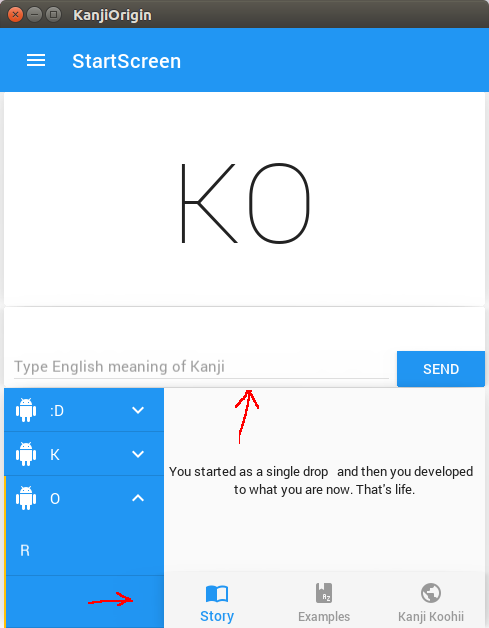 KanjiOrigin
StartScreen
KO
Type English meaning of Kanji
SEND
:D
K
O
R
You started as a single drop   and then you developed
to what you are now. That's life.
Story
Examples
Kanji Koohii